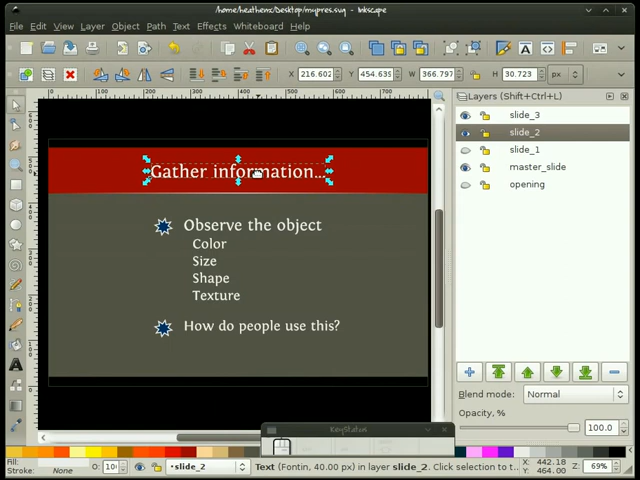 /home/heathenx/Desktop/mypres.svg - Inkscape
File Edit View Layer Object Path Text Effects Whiteboard Help
X 216.602 Y 454.639 W 366.797 H 30.723 px
Layers (Shift+Ctrl+L)
slide_3
slide_2
slide_1
master_slide
opening
Gather information...
Observe the object
Color
Size
Shape
Texture
How do people use this?
Blend mode: Normal
Opacity, %
100.0
KeyStatus
Fill:
Stroke: None
O: 10
•slide_2
Text (Fontin, 40.00 px) in layer slide_2. Click selection to t...
X: 442.18
Y: 464.00
Z: 69%